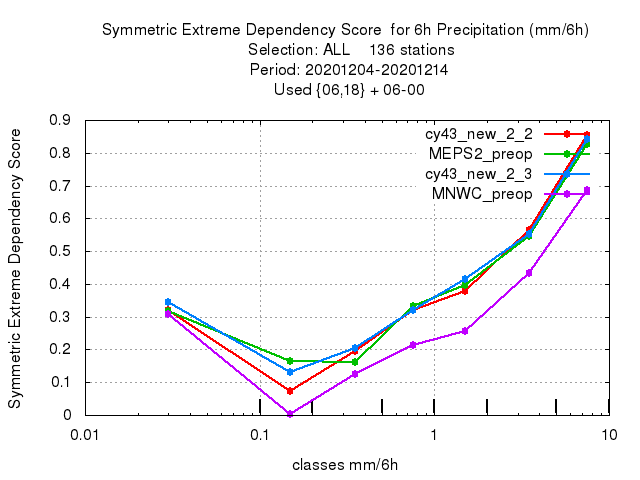 Symmetric Extreme Dependency Score  for 6h Precipitation (mm/6h)
Selection: ALL    136 stations
Period: 20201204-20201214
Used {06,18} + 06-00
Symmetric Extreme Dependency Score
0.9
0.8
0.7
0.6
0.5
0.4
0.3
0.2
0.1
0
cy43_new_2_2
MEPS2_preop
cy43_new_2_3
MNWC_preop
0.01
0.1
1
10
classes mm/6h